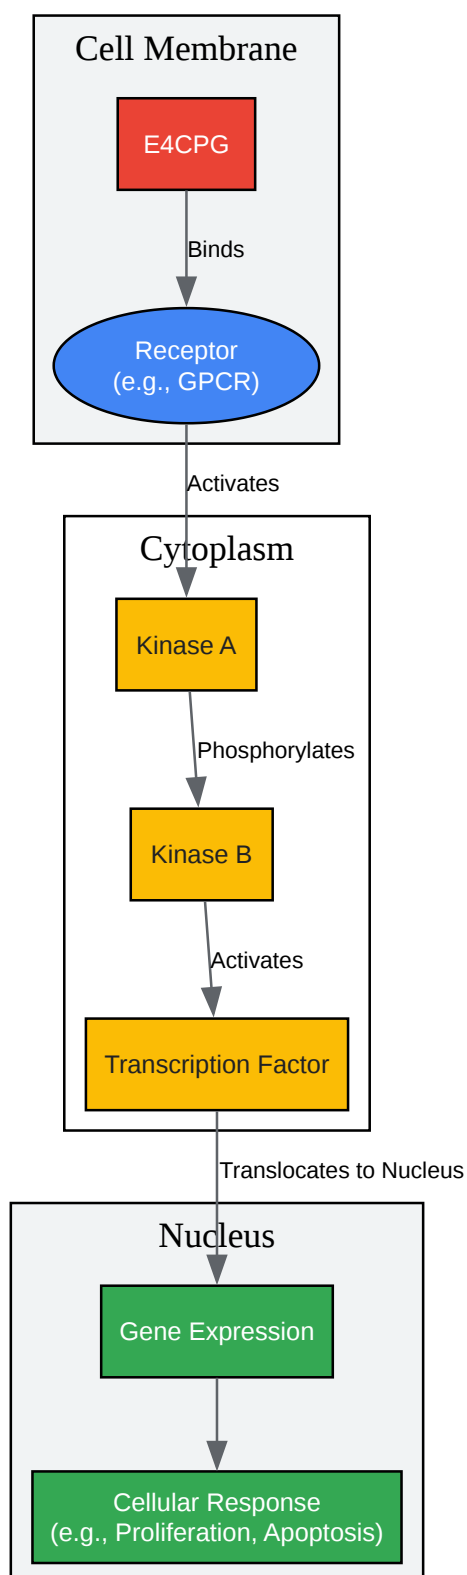 Cell Membrane
E4CPG
Binds
Receptor
(e.g., GPCR)
Activates
Cytoplasm
Kinase A
Phosphorylates
Kinase B
Activates
Transcription Factor
Translocates to Nucleus
Nucleus
Gene Expression
Cellular Response
(e.g., Proliferation, Apoptosis)